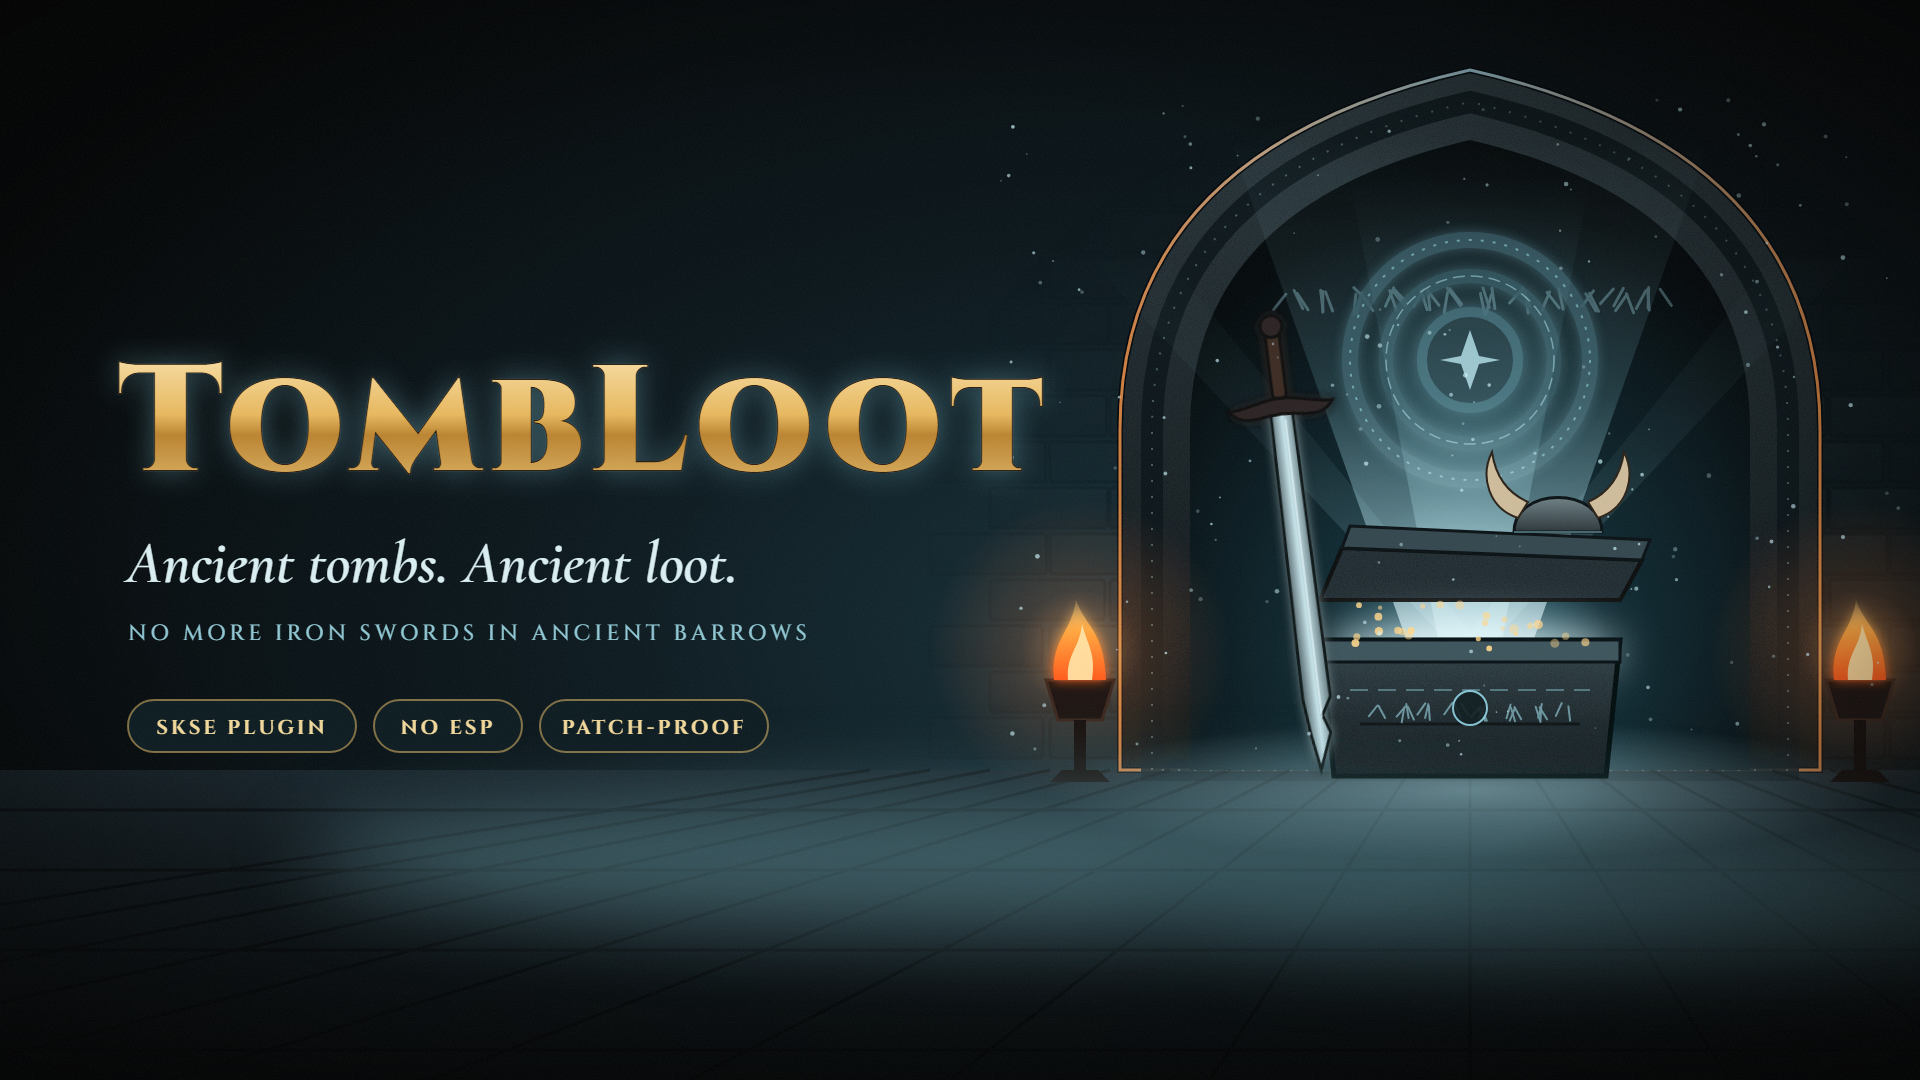 TombLoot
Ancient tombs. Ancient loot.
NO MORE IRON SWORDS IN ANCIENT BARROWS
SKSE PLUGIN
NO ESP
PATCH-PROOF